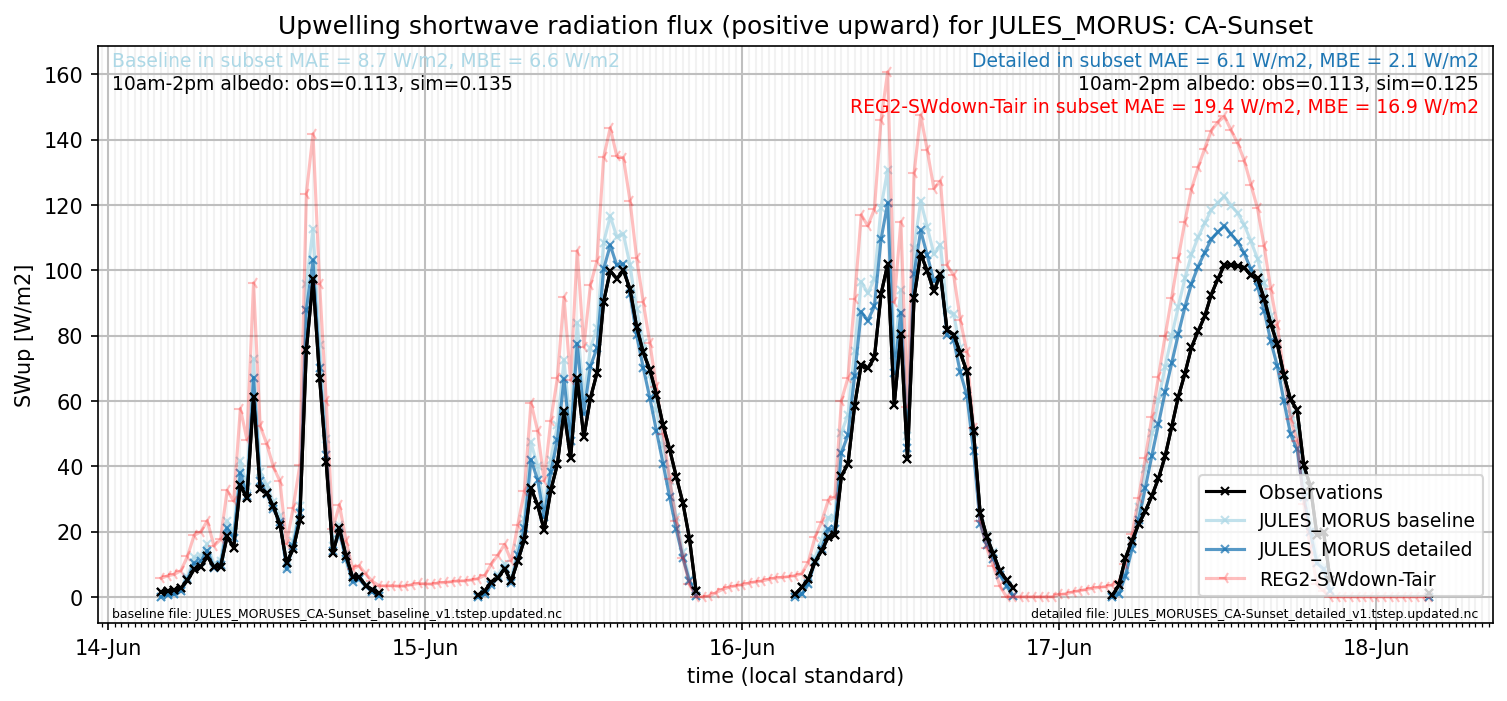 Upwelling shortwave radiation flux (positive upward) for JULES_MORUS: CA-Sunset
Baseline in subset MAE = 8.7 W/m2, MBE = 6.6 W/m2
10am-2pm albedo: obs=0.113, sim=0.135
Detailed in subset MAE = 6.1 W/m2, MBE = 2.1 W/m2
10am-2pm albedo: obs=0.113, sim=0.125
REG2-SWdown-Tair in subset MAE = 19.4 W/m2, MBE = 16.9 W/m2
SWup [W/m2]
160
140
120
100
80
60
40
20
0
Observations
JULES_MORUS baseline
JULES_MORUS detailed
REG2-SWdown-Tair
baseline file: JULES_MORUSES_CA-Sunset_baseline_v1.tstep.updated.nc
detailed file: JULES_MORUSES_CA-Sunset_detailed_v1.tstep.updated.nc
14-Jun
15-Jun
16-Jun
17-Jun
18-Jun
time (local standard)